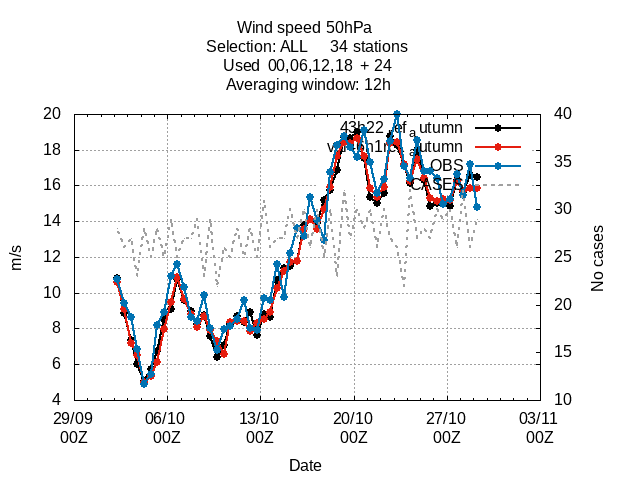 Wind speed 50hPa
Selection: ALL 34 stations
Used 00,06,12,18 + 24
Averaging window: 12h
20
18
16
14
12
10
8
6
4
40
35
30
25
20
15
10
m/s
No cases
utumn
utumn
OBS
CASES
29/09 06/10 13/10 20/10 27/10 03/11
00Z 00Z 00Z 00Z 00Z 00Z
Date